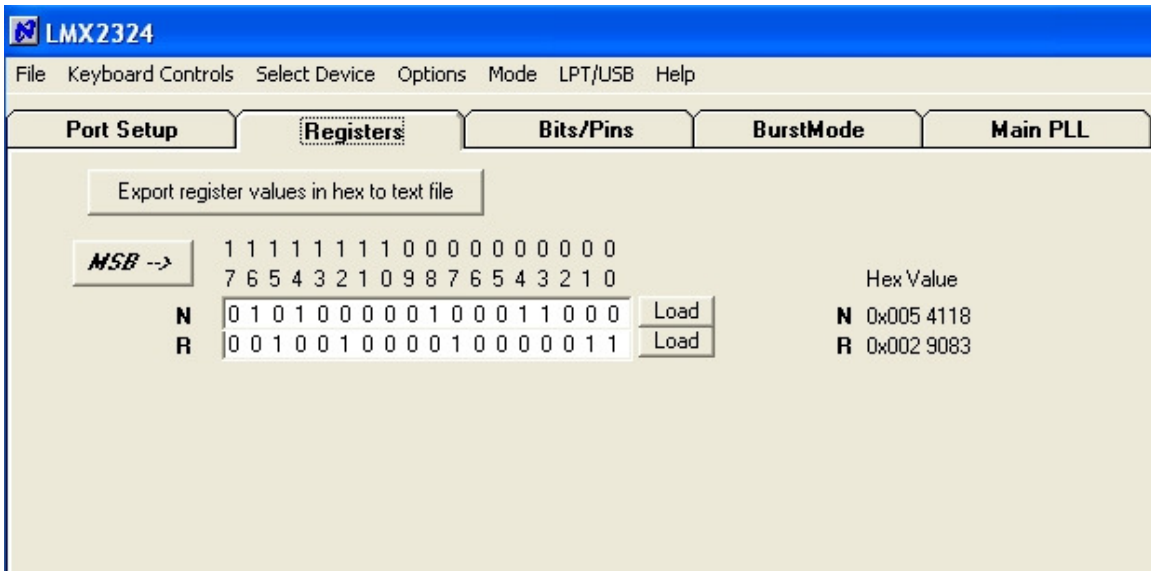 LMX2324
File Keyboard Controls Select Device Options Mode LPT/USB Help
Port Setup Registers Bits/Pins BurstMode Main PLL
Export register values in hex to text file
MSB --> 1 1 1 1 1 1 1 1 0 0 0 0 0 0 0 0 0 0
7 6 5 4 3 2 1 0 9 8 7 6 5 4 3 2 1 0 Hex Value
N 0 1 0 1 0 0 0 0 0 1 0 0 0 1 1 0 0 0 Load N 0x005 4118
R 0 0 1 0 0 1 0 0 0 0 1 0 0 0 0 0 1 1 Load R 0x002 9083